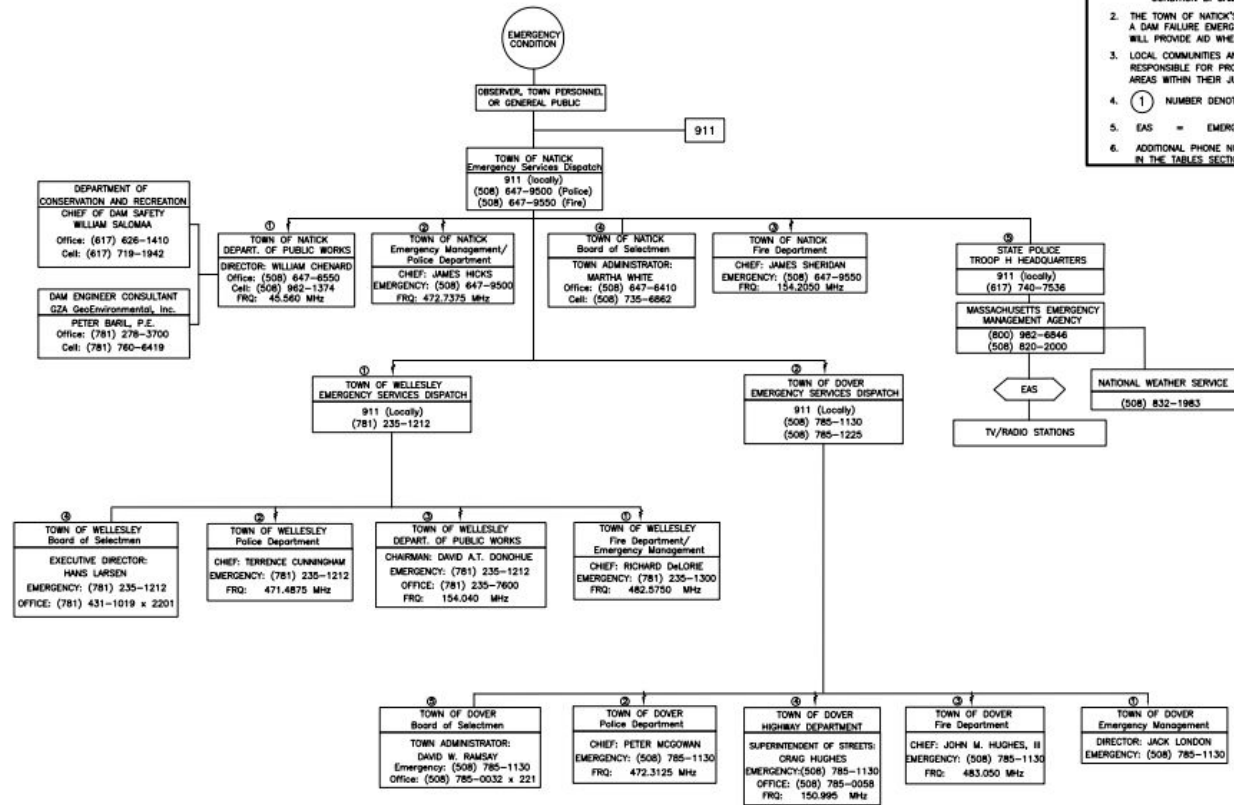 EMERGENCY
CONDITION
OBSERVER, TOWN PERSONNEL
OR GENEREAL PUBLIC
911
TOWN OF NATICK
Emergency Services Dispatch
911 (locally)
(508) 647-9500 (Police)
(508) 647-9550 (Fire)
2. THE TOWN OF NATICK'S
A DAM FAILURE
WILL PROVIDE AID
3. LOCAL COMMUNITIES
RESPONSIBLE FOR
AREAS WITHIN THEIR
4. 1 NUMBER
5. EAS =
6. ADDITIONAL PHONE
IN THE TABLES
DEPARTMENT OF
CONSERVATION AND RECREATION
CHIEF OF DAM SAFETY
WILLIAM SALOMAA
Office: (617) 626-1410
Cell: (617) 719-1942
DAM ENGINEER CONSULTANT
GZA GeoEnvironmental, Inc.
PETER BARIL, P.E.
Office: (781) 278-3700
Cell: (781) 760-6419
1
TOWN OF NATICK
DEPART. OF PUBLIC WORKS
DIRECTOR: WILLIAM CHENARD
Office: (508) 647-6550
Cell: (508) 962-1374
FRQ: 45.560 MHz
2
TOWN OF NATICK
Emergency Management/
Police Department
CHIEF: JAMES HICKS
EMERGENCY: (508) 647-9500
FRQ: 472.7375 MHz
4
TOWN OF NATICK
Board of Selectmen
TOWN ADMINISTRATOR:
MARTHA WHITE
Office: (508) 647-6410
Cell: (508) 735-6862
3
TOWN OF NATICK
Fire Department
CHIEF: JAMES SHERIDAN
EMERGENCY: (508) 647-9550
FRQ: 154.2050 MHz
5
STATE POLICE
TROOP H HEADQUARTERS
911 (locally)
(617) 740-7536
MASSACHUSETTS EMERGENCY
MANAGEMENT AGENCY
(800) 982-6846
(508) 820-2000
EAS
TV/RADIO STATIONS
NATIONAL WEATHER SERVICE
(508) 832-1983
1
TOWN OF WELLESLEY
EMERGENCY SERVICES DISPATCH
911 (Locally)
(781) 235-1212
2
TOWN OF DOVER
EMERGENCY SERVICES DISPATCH
911 (Locally)
(508) 785-1130
(508) 785-1225
4
TOWN OF WELLESLEY
Board of Selectmen
EXECUTIVE DIRECTOR:
HANS LARSEN
EMERGENCY: (781) 235-1212
OFFICE: (781) 431-1019 x 2201
2
TOWN OF WELLESLEY
Police Department
CHIEF: TERRENCE CUNNINGHAM
EMERGENCY: (781) 235-1212
FRQ: 471.4875 MHz
3
TOWN OF WELLESLEY
DEPART. OF PUBLIC WORKS
CHAIRMAN: DAVID A.T. DONOHUE
EMERGENCY: (781) 235-1212
OFFICE: (781) 235-7600
FRQ: 154.040 MHz
1
TOWN OF WELLESLEY
Fire Department/
Emergency Management
CHIEF: RICHARD DeLORIE
EMERGENCY: (781) 235-1300
FRQ: 482.5750 MHz
5
TOWN OF DOVER
Board of Selectmen
TOWN ADMINISTRATOR:
DAVID W. RAMSAY
Emergency: (508) 785-1130
Office: (508) 785-0032 x 221
2
TOWN OF DOVER
Police Department
CHIEF: PETER MCGOWAN
EMERGENCY: (508) 785-1130
FRQ: 472.3125 MHz
4
TOWN OF DOVER
HIGHWAY DEPARTMENT
SUPERINTENDENT OF STREETS:
CRAIG HUGHES
EMERGENCY:(508) 785-1130
OFFICE: (508) 785-0058
FRQ: 150.995 MHz
3
TOWN OF DOVER
Fire Department
CHIEF: JOHN M. HUGHES, III
EMERGENCY: (508) 785-1130
FRQ: 483.050 MHz
1
TOWN OF DOVER
Emergency Management
DIRECTOR: JACK LONDON
EMERGENCY: (508) 785-1130